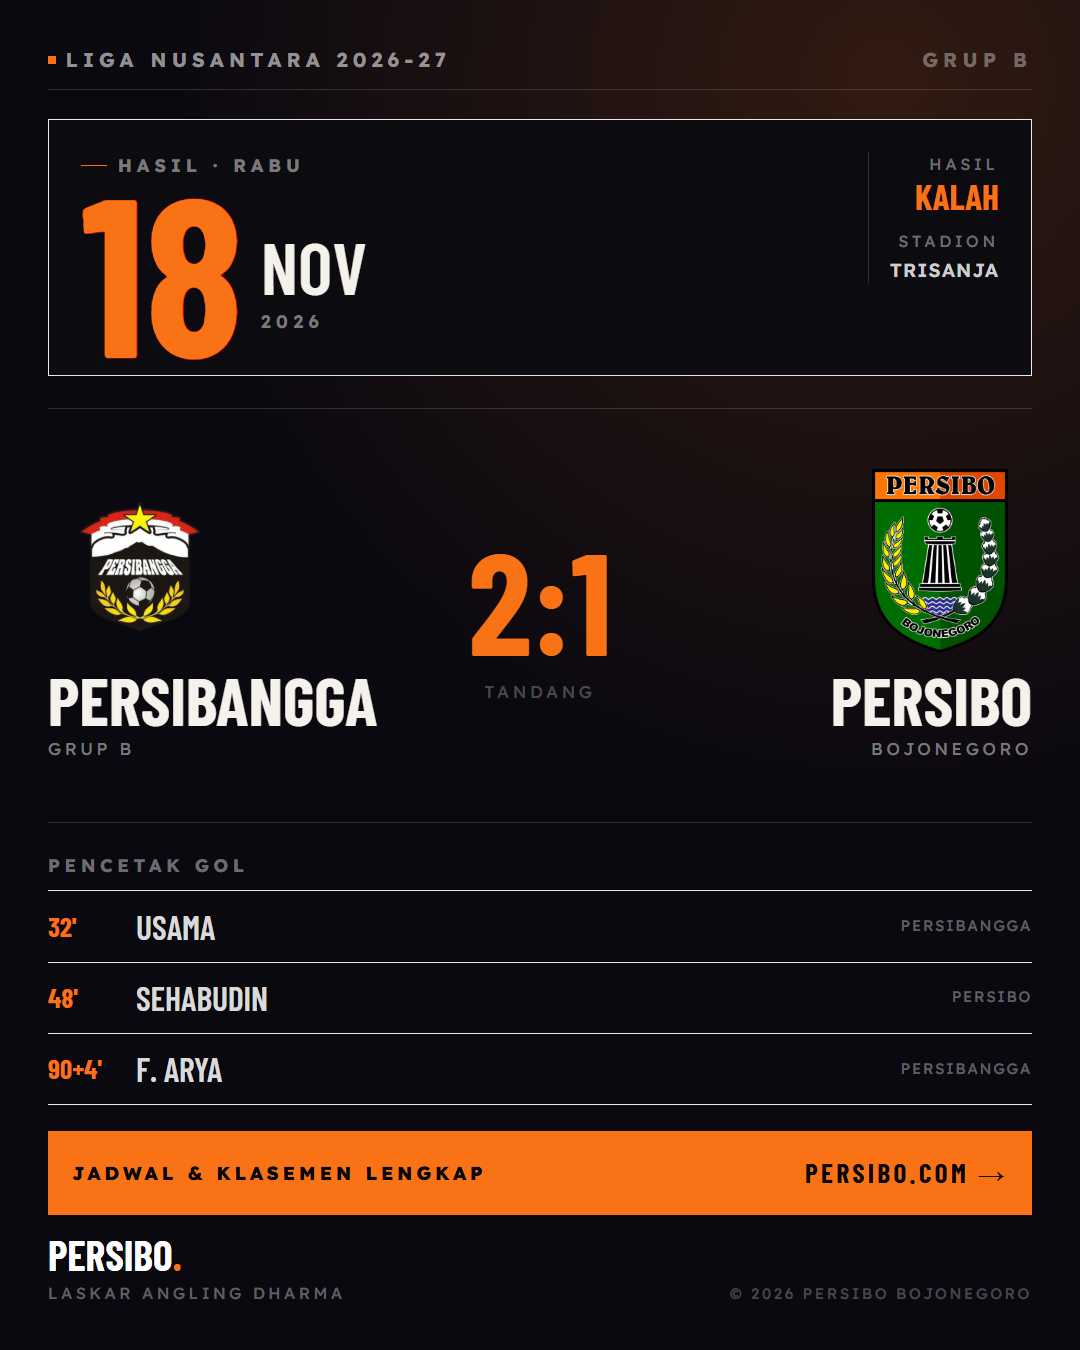 LIGA NUSANTARA 2026-27
GRUP B
HASIL · RABU
18
NOV
2026
HASIL
KALAH
STADION
TRISANJA
PERSIBANGGA
PERSIBO
BOJONEGORO
2:1
TANDANG
PERSIBANGGA
GRUP B
PERSIBO
BOJONEGORO
PENCETAK GOL
32' USAMA PERSIBANGGA
48' SEHABUDIN PERSIBO
90+4' F. ARYA PERSIBANGGA
JADWAL & KLASEMEN LENGKAP
PERSIBO.COM →
PERSIBO.
LASKAR ANGLING DHARMA
© 2026 PERSIBO BOJONEGORO